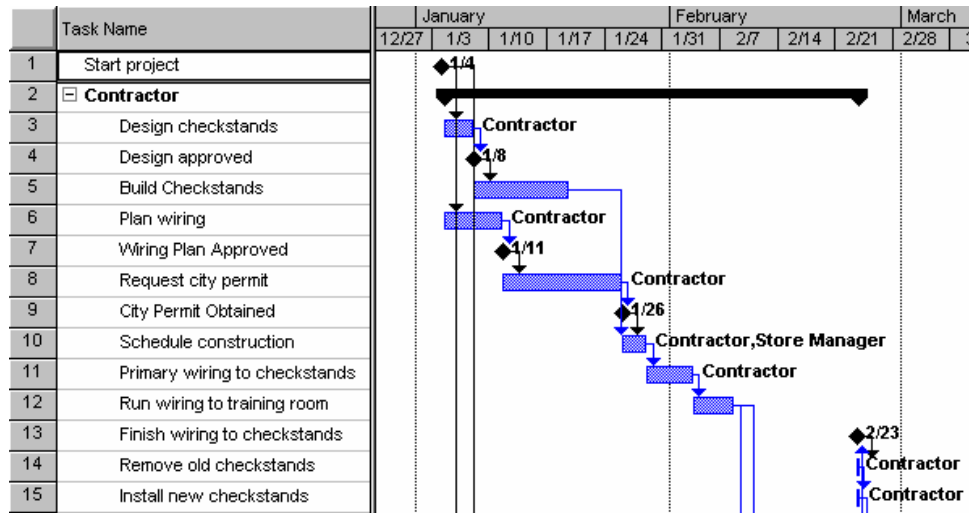 Task Name January February March
12/27 1/3 1/10 1/17 1/24 1/31 2/7 2/14 2/21 2/28
1 Start project 1/4
2 Contractor
3 Design checkstands Contractor
4 Design approved 1/8
5 Build Checkstands
6 Plan wiring Contractor
7 Wiring Plan Approved 1/11
8 Request city permit Contractor
9 City Permit Obtained 1/26
10 Schedule construction Contractor,Store Manager
11 Primary wiring to checkstands Contractor
12 Run wiring to training room
13 Finish wiring to checkstands 2/23
14 Remove old checkstands Contractor
15 Install new checkstands Contractor